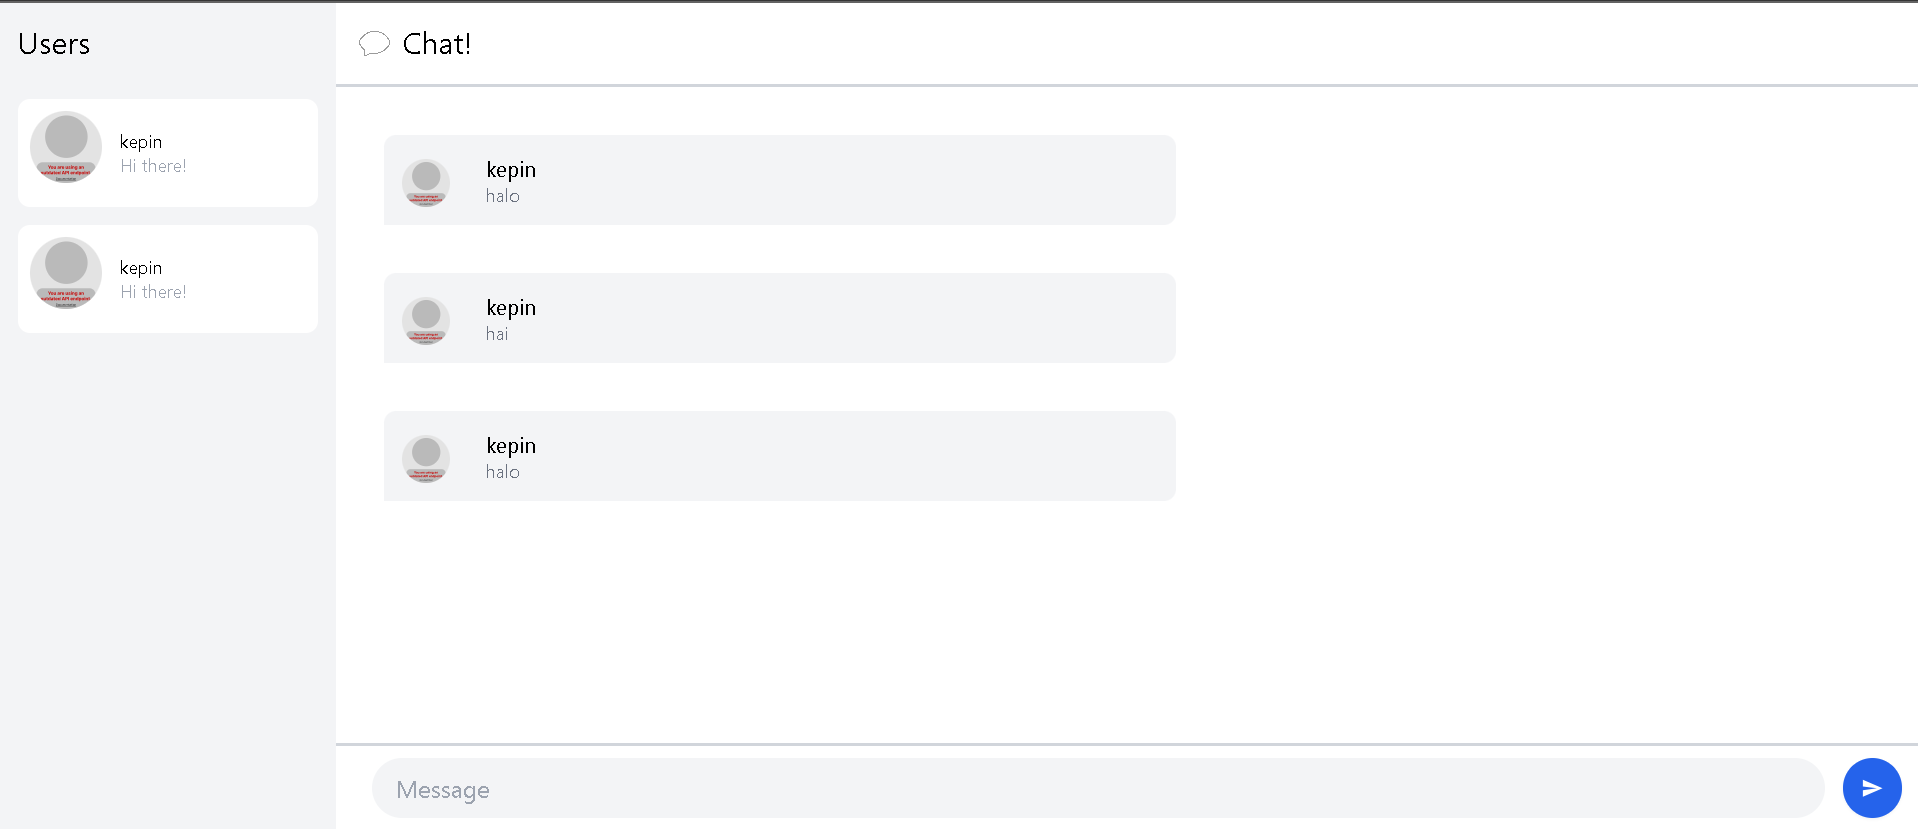 Users
Chat!
kepin
Hi there!
You are using an
outdated API endpoint
kepin
Hi there!
You are using an
outdated API endpoint
kepin
halo
kepin
hai
kepin
halo
Message